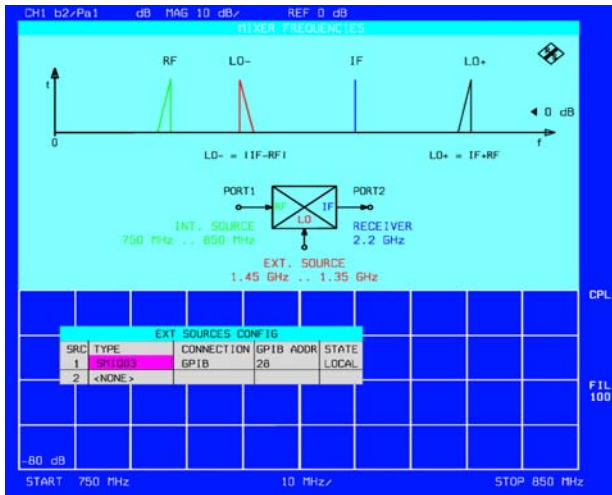 CH1 b2/Pa1 dB MAG 10 dB/ REF 0 dB
MIXER FREQUENCIES
RF LO- IF LO+
t
0 dB
0 f
LO- = |IF-RF| LO+ = IF+RF
PORT1 PORT2
RF IF
LO
INT. SOURCE RECEIVER
750 MHz .. 850 MHz 2.2 GHz
EXT. SOURCE
1.45 GHz .. 1.35 GHz
CPL
EXT SOURCES CONFIG
SRC TYPE CONNECTION GPIB ADDR STATE
1 SMIQ03 GPIB 28 LOCAL
2 <NONE>
FIL
100
-80 dB
START 750 MHz 10 MHz/ STOP 850 MHz